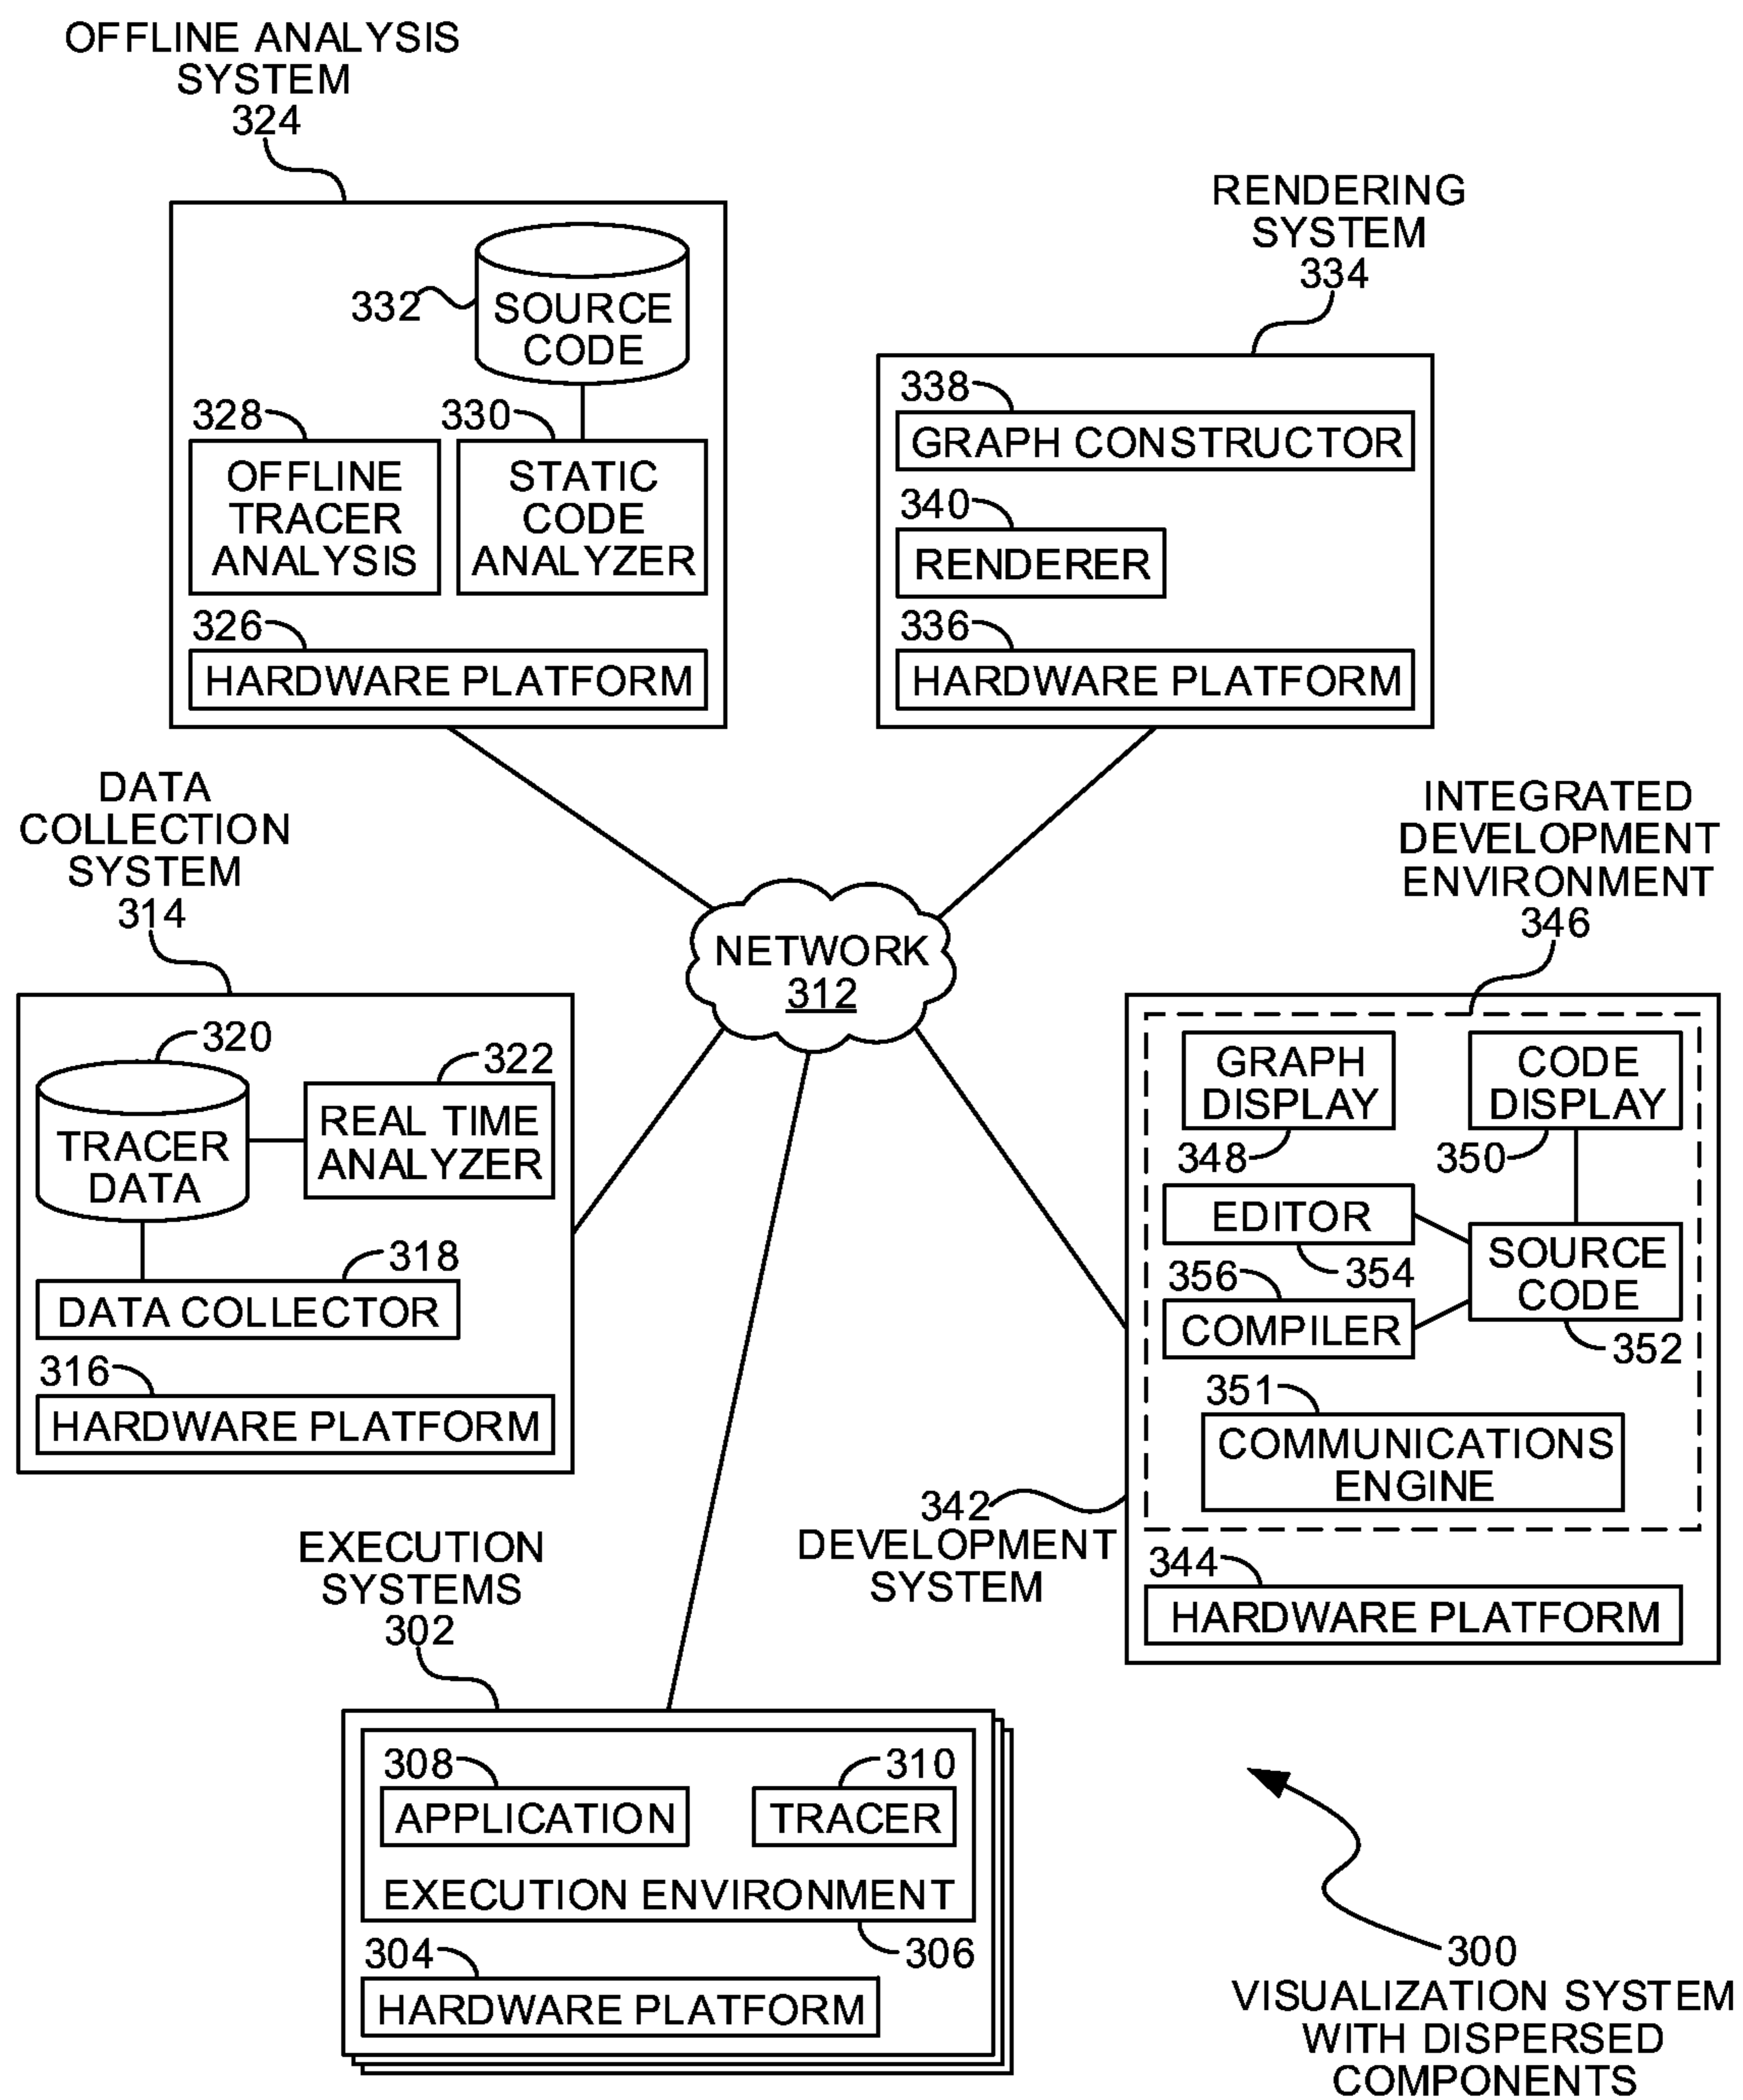 OFFLINE ANALYSIS
SYSTEM
324
332
SOURCE
CODE
328
330
OFFLINE
TRACER
ANALYSIS
STATIC
CODE
ANALYZER
326
HARDWARE PLATFORM
RENDERING
SYSTEM
334
338
GRAPH CONSTRUCTOR
340
RENDERER
336
HARDWARE PLATFORM
DATA
COLLECTION
SYSTEM
314
320
322
TRACER
DATA
REAL TIME
ANALYZER
318
DATA COLLECTOR
316
HARDWARE PLATFORM
NETWORK
312
INTEGRATED
DEVELOPMENT
ENVIRONMENT
346
GRAPH
DISPLAY
348
CODE
DISPLAY
350
EDITOR
354
SOURCE
CODE
352
356
COMPILER
351
COMMUNICATIONS
ENGINE
342
DEVELOPMENT
SYSTEM
344
HARDWARE PLATFORM
EXECUTION
SYSTEMS
302
308
APPLICATION
310
TRACER
EXECUTION ENVIRONMENT
306
304
HARDWARE PLATFORM
300
VISUALIZATION SYSTEM
WITH DISPERSED
COMPONENTS